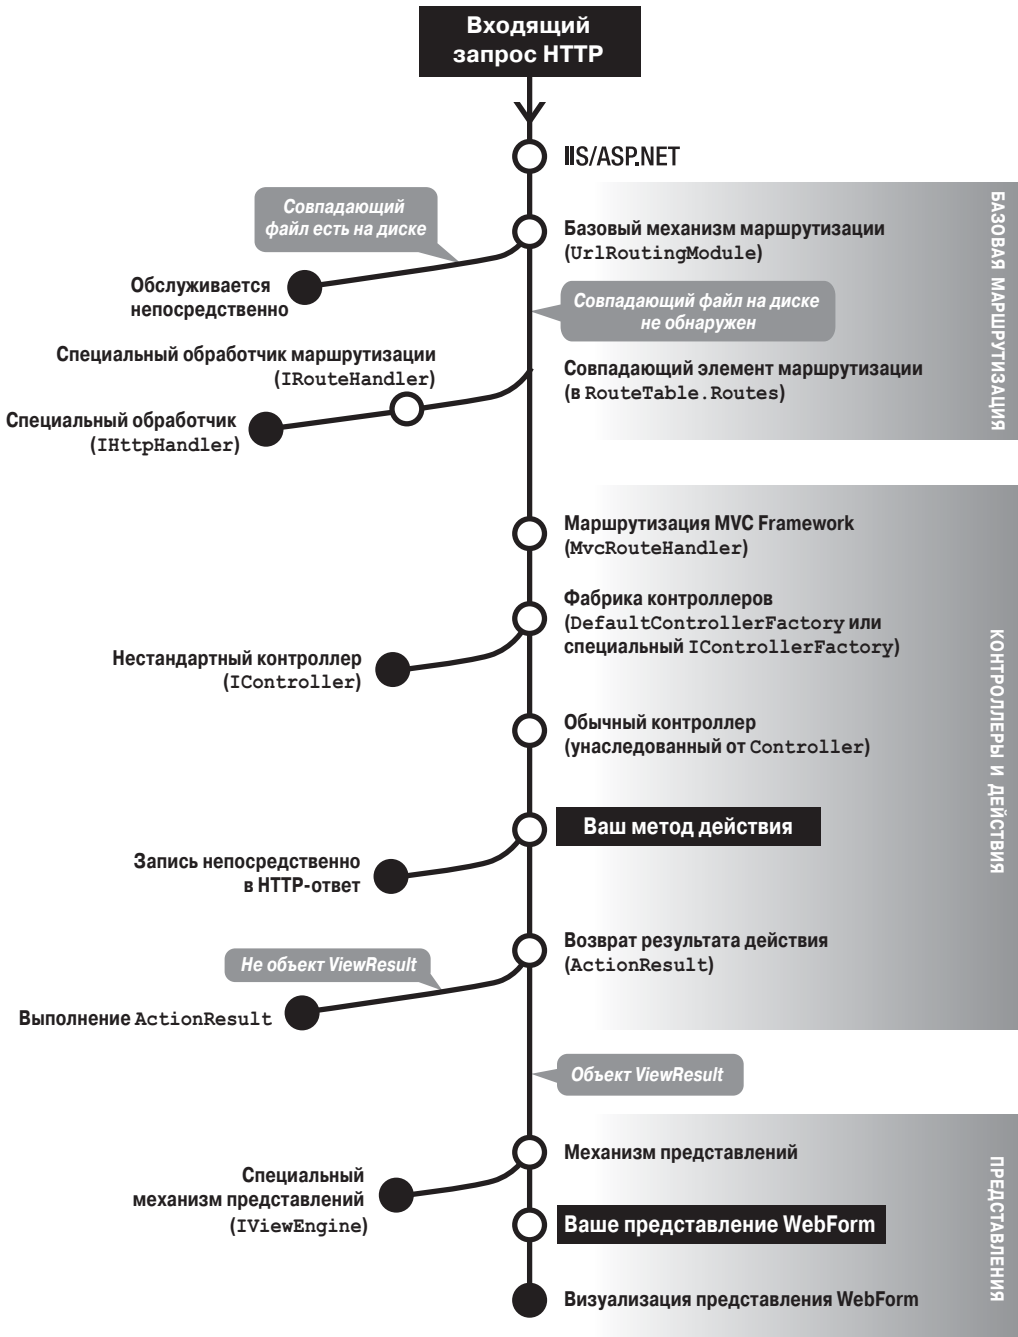 Входящий
запрос HTTP
IIS/ASP.NET
Совпадающий
файл есть на диске
Базовый механизм маршрутизации
(UrlRoutingModule)
Обслуживается
непосредственно
Совпадающий файл на диске
не обнаружен
Специальный обработчик маршрутизации
(IRouteHandler)
Совпадающий элемент маршрутизации
(в RouteTable.Routes)
Специальный обработчик
(IHttpHandler)
БАЗОВАЯ МАРШРУТИЗАЦИЯ
Маршрутизация MVC Framework
(MvcRouteHandler)
Фабрика контроллеров
(DefaultControllerFactory или
специальный IControllerFactory)
Нестандартный контроллер
(IController)
Обычный контроллер
(унаследованный от Controller)
Ваш метод действия
Запись непосредственно
в HTTP-ответ
Возврат результата действия
(ActionResult)
Не объект ViewResult
Выполнение ActionResult
КОНТРОЛЛЕРЫ И ДЕЙСТВИЯ
Объект ViewResult
Механизм представлений
Специальный
механизм представлений
(IViewEngine)
Ваше представление WebForm
Визуализация представления WebForm
ПРЕДСТАВЛЕНИЯ